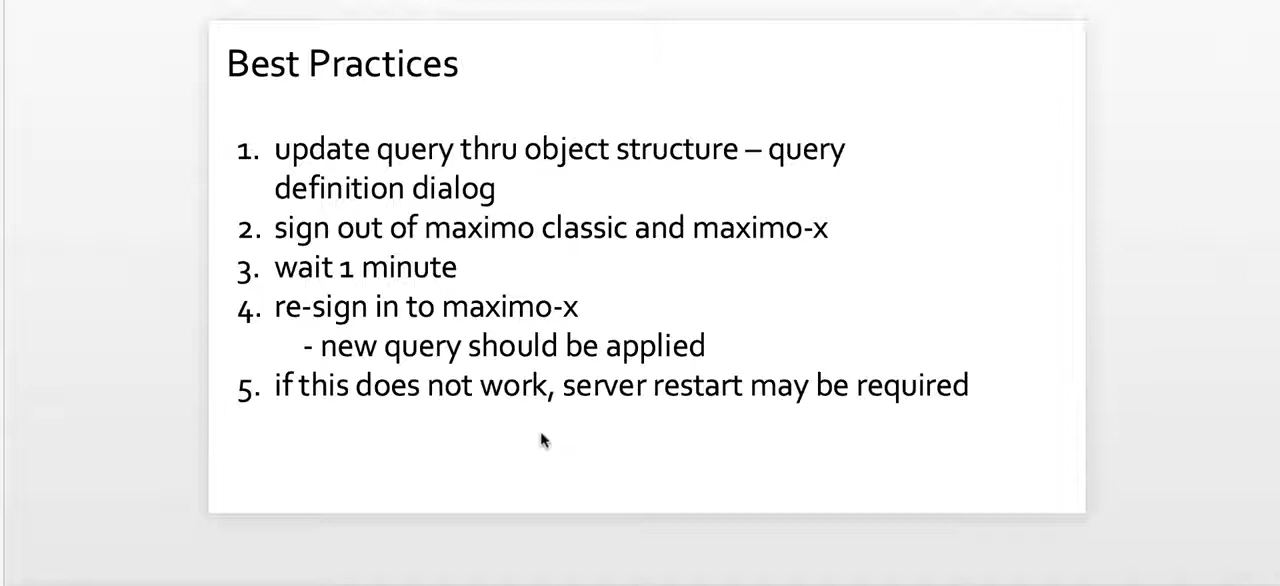 Best Practices
1. update query thru object structure – query
definition dialog
2. sign out of maximo classic and maximo-x
3. wait 1 minute
4. re-sign in to maximo-x
- new query should be applied
5. if this does not work, server restart may be required